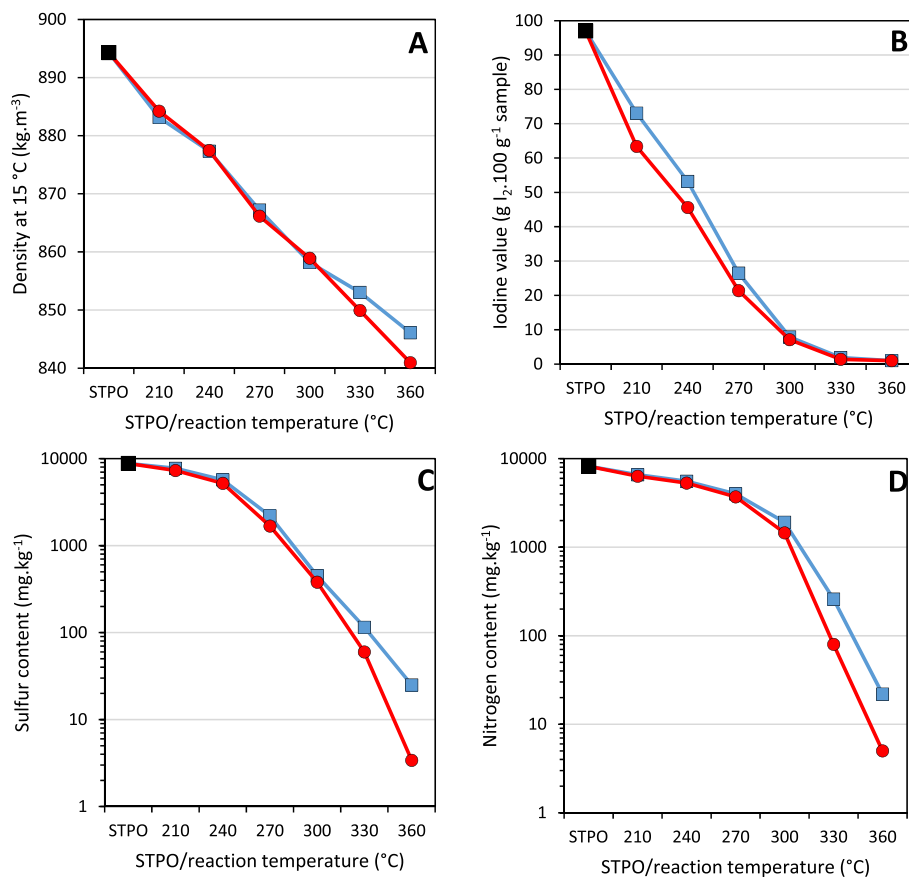 A
Density at 15 °C (kg.m⁻³)
900
890
880
870
860
850
840
STPO 210 240 270 300 330 360
STPO/reaction temperature (°C)
B
Iodine value (g I₂.100 g⁻¹ sample)
100
90
80
70
60
50
40
30
20
10
0
STPO 210 240 270 300 330 360
STPO/reaction temperature (°C)
C
Sulfur content (mg.kg⁻¹)
10000
1000
100
10
1
STPO 210 240 270 300 330 360
STPO/reaction temperature (°C)
D
Nitrogen content (mg.kg⁻¹)
10000
1000
100
10
1
STPO 210 240 270 300 330 360
STPO/reaction temperature (°C)